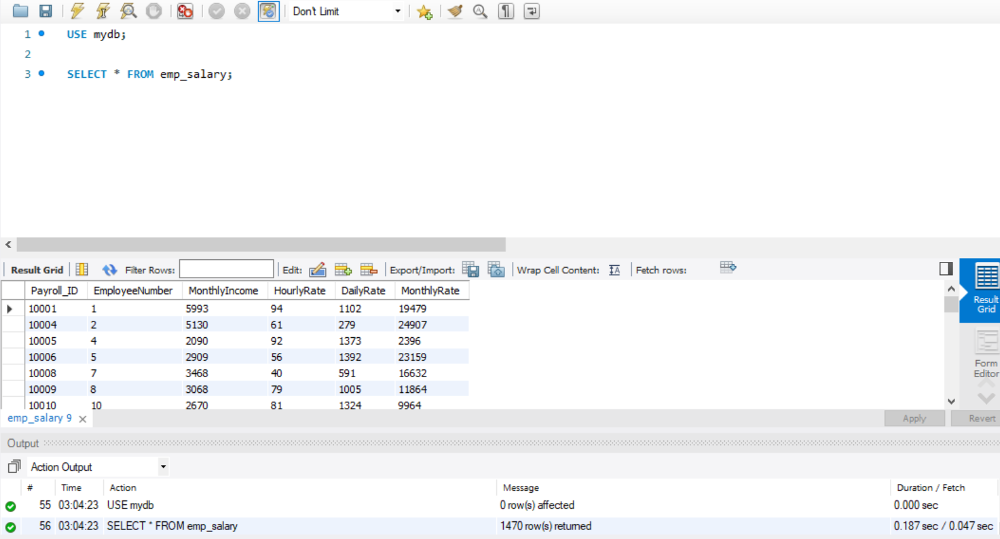 Don't Limit
1 USE mydb;
2
3 SELECT * FROM emp_salary;
Result Grid Filter Rows: Edit: Export/Import: Wrap Cell Content: Fetch rows:
Payroll_ID EmployeeNumber MonthlyIncome HourlyRate DailyRate MonthlyRate
10001 1 5993 94 1102 19479
10004 2 5130 61 279 24907
10005 4 2090 92 1373 2396
10006 5 2909 56 1392 23159
10008 7 3468 40 591 16632
10009 8 3068 79 1005 11864
10010 10 2670 81 1324 9964
Result
Grid
Form
Editor
emp_salary 9
Apply Revert
Output
Action Output
# Time Action Message Duration / Fetch
55 03:04:23 USE mydb 0 row(s) affected 0.000 sec
56 03:04:23 SELECT * FROM emp_salary 1470 row(s) returned 0.187 sec / 0.047 sec